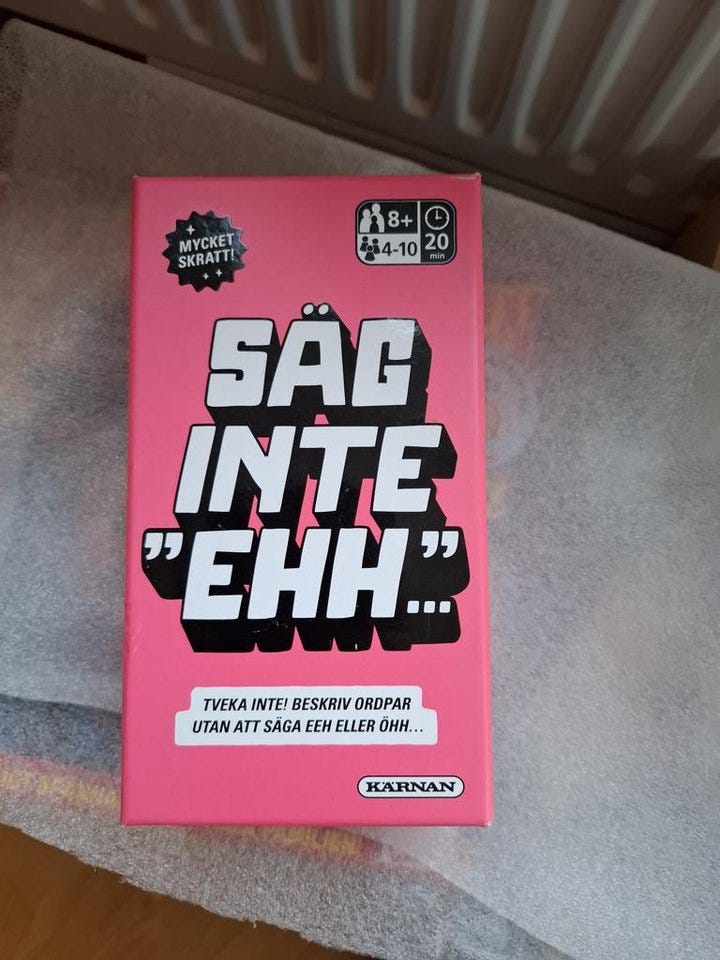 MYCKET
SKRATT!
8+
4-10
20
min
SÄG
INTE
”EHH”...
TVEKA INTE! BESKRIV ORDPAR
UTAN ATT SÄGA EEH ELLER ÖHH...
KÄRNAN